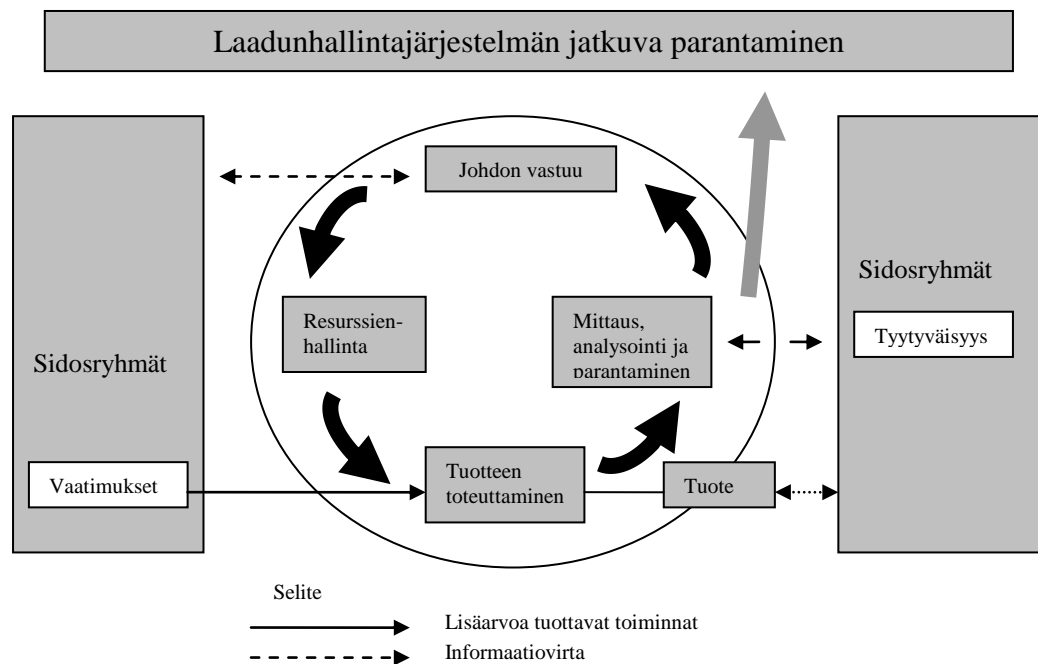 Laadunhallintajärjestelmän jatkuva parantaminen
Johdon vastuu
Sidosryhmät
Resurssien-
hallinta
Mittaus,
analysointi ja
parantaminen
Tyytyväisyys
Sidosryhmät
Vaatimukset
Tuotteen
toteuttaminen
Tuote
Selite
Lisäarvoa tuottavat toiminnat
Informaatiovirta